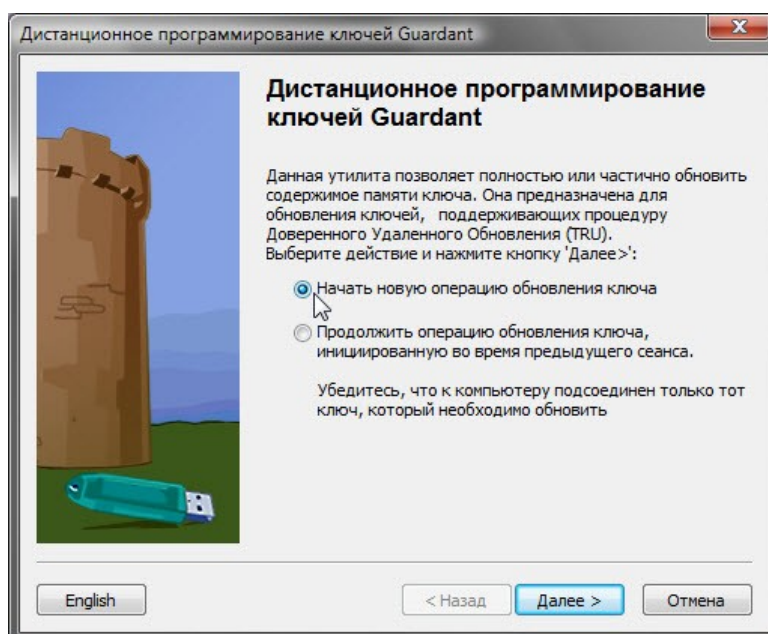 Дистанционное программирование ключей Guardant
Дистанционное программирование
ключей Guardant
Данная утилита позволяет полностью или частично обновить
содержимое памяти ключа. Она предназначена для
обновления ключей, поддерживающих процедуру
Доверенного Удаленного Обновления (TRU).
Выберите действие и нажмите кнопку 'Далее>':
Начать новую операцию обновления ключа
Продолжить операцию обновления ключа,
инициированную во время предыдущего сеанса.
Убедитесь, что к компьютеру подсоединен только тот
ключ, который необходимо обновить
English
< Назад
Далее >
Отмена